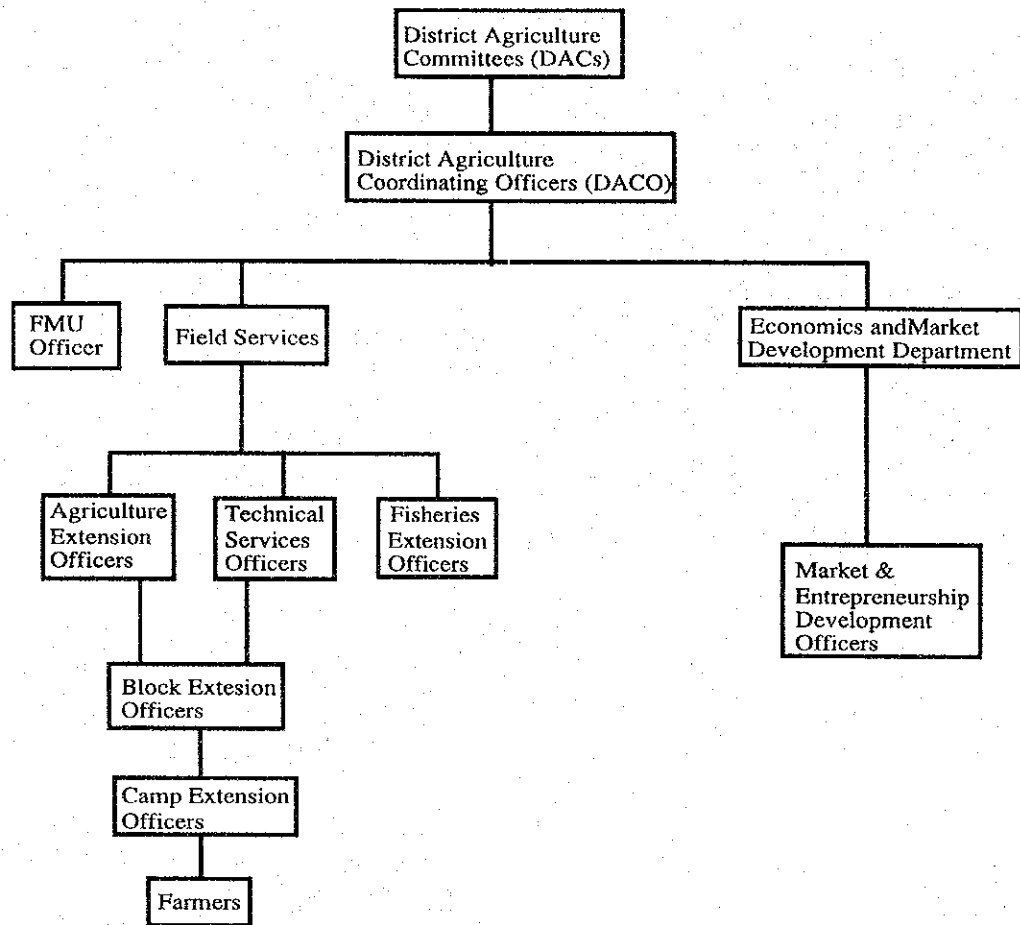 District Agriculture
Committees (DACs)
District Agriculture
Coordinating Officers (DACO)
FMU
Officer
Field Services
Economics andMarket
Development Department
Agriculture
Extension
Officers
Technical
Services
Officers
Fisheries
Extension
Officers
Market &
Entrepreneurship
Development
Officers
Block Extesion
Officers
Camp Extension
Officers
Farmers